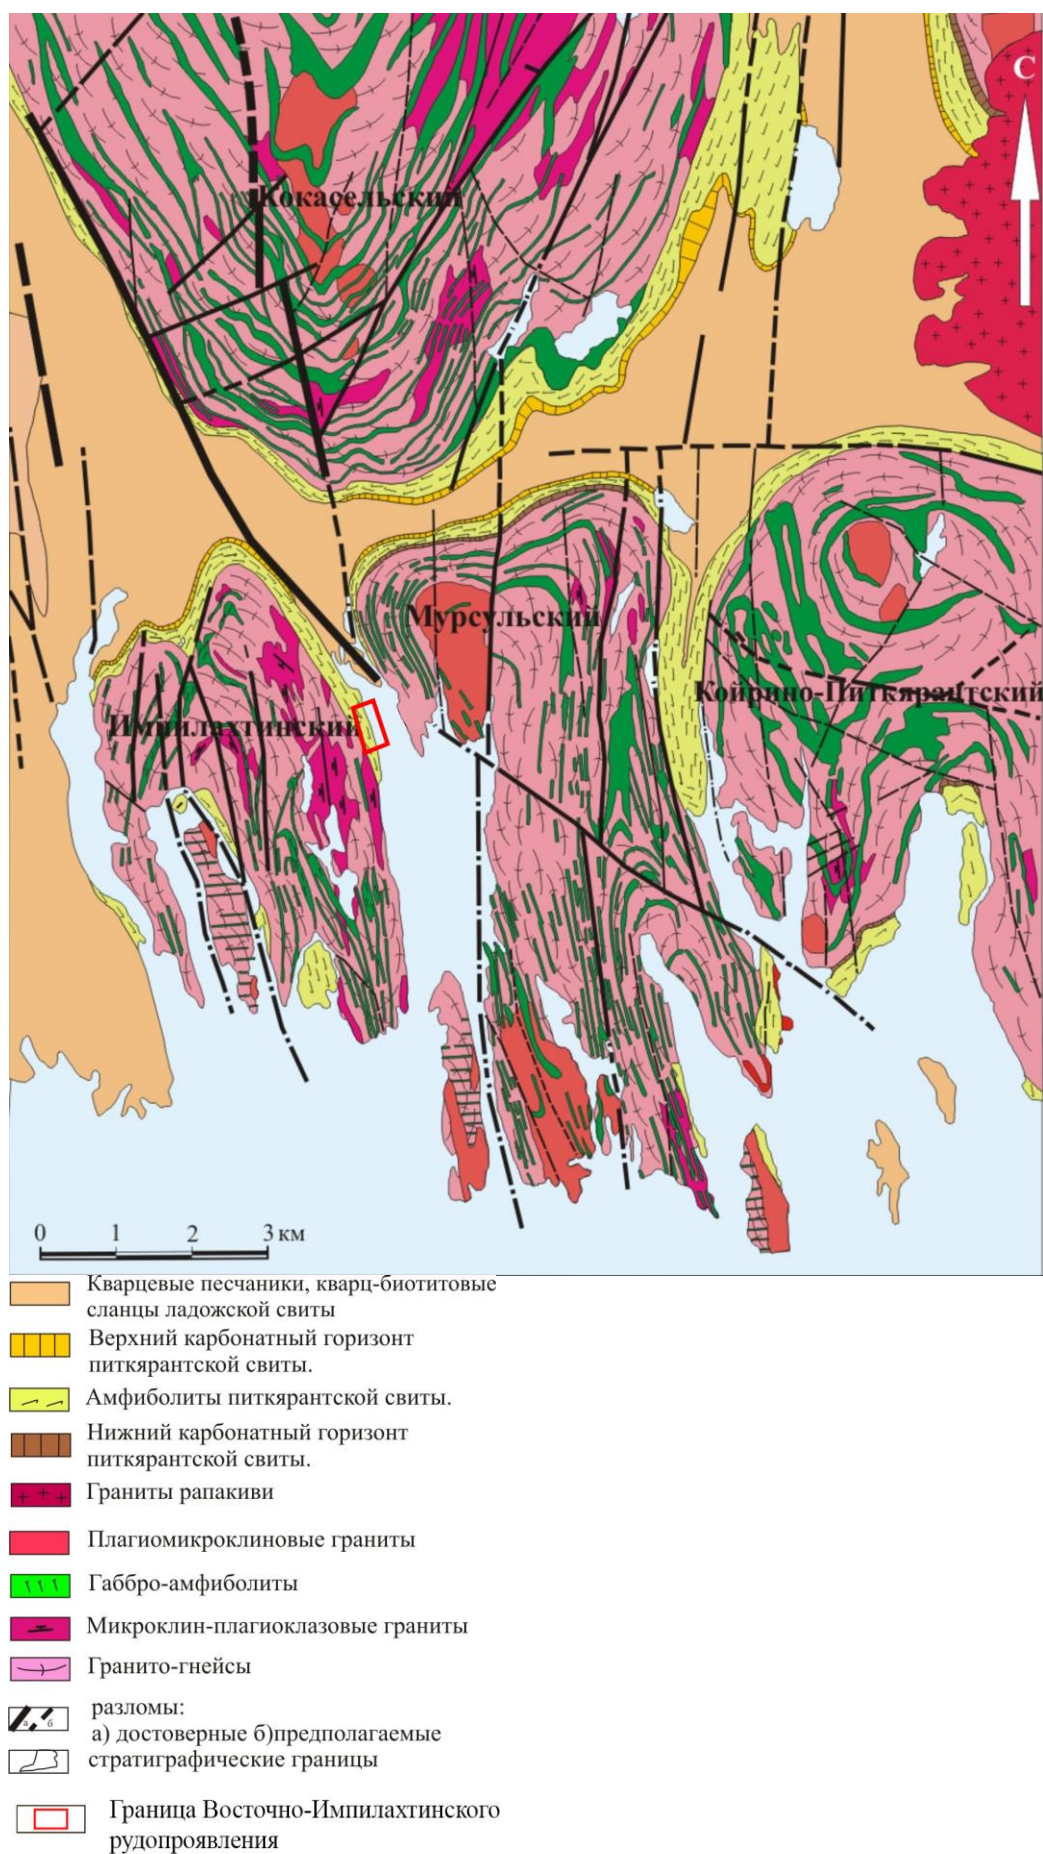 С
Кокасельский
Мурсульский
Койрино-Питкярантский
Импилахтинский
0 1 2 3 км
Кварцевые песчаники, кварц-биотитовые
сланцы ладожской свиты
Верхний карбонатный горизонт
питкярантской свиты.
Амфиболиты питкярантской свиты.
Нижний карбонатный горизонт
питкярантской свиты.
Граниты рапакиви
Плагиомикроклиновые граниты
Габбро-амфиболиты
Микроклин-плагиоклазовые граниты
Гранито-гнейсы
а б
разломы:
а) достоверные б)предполагаемые
стратиграфические границы
Граница Восточно-Импилахтинского
рудопроявления